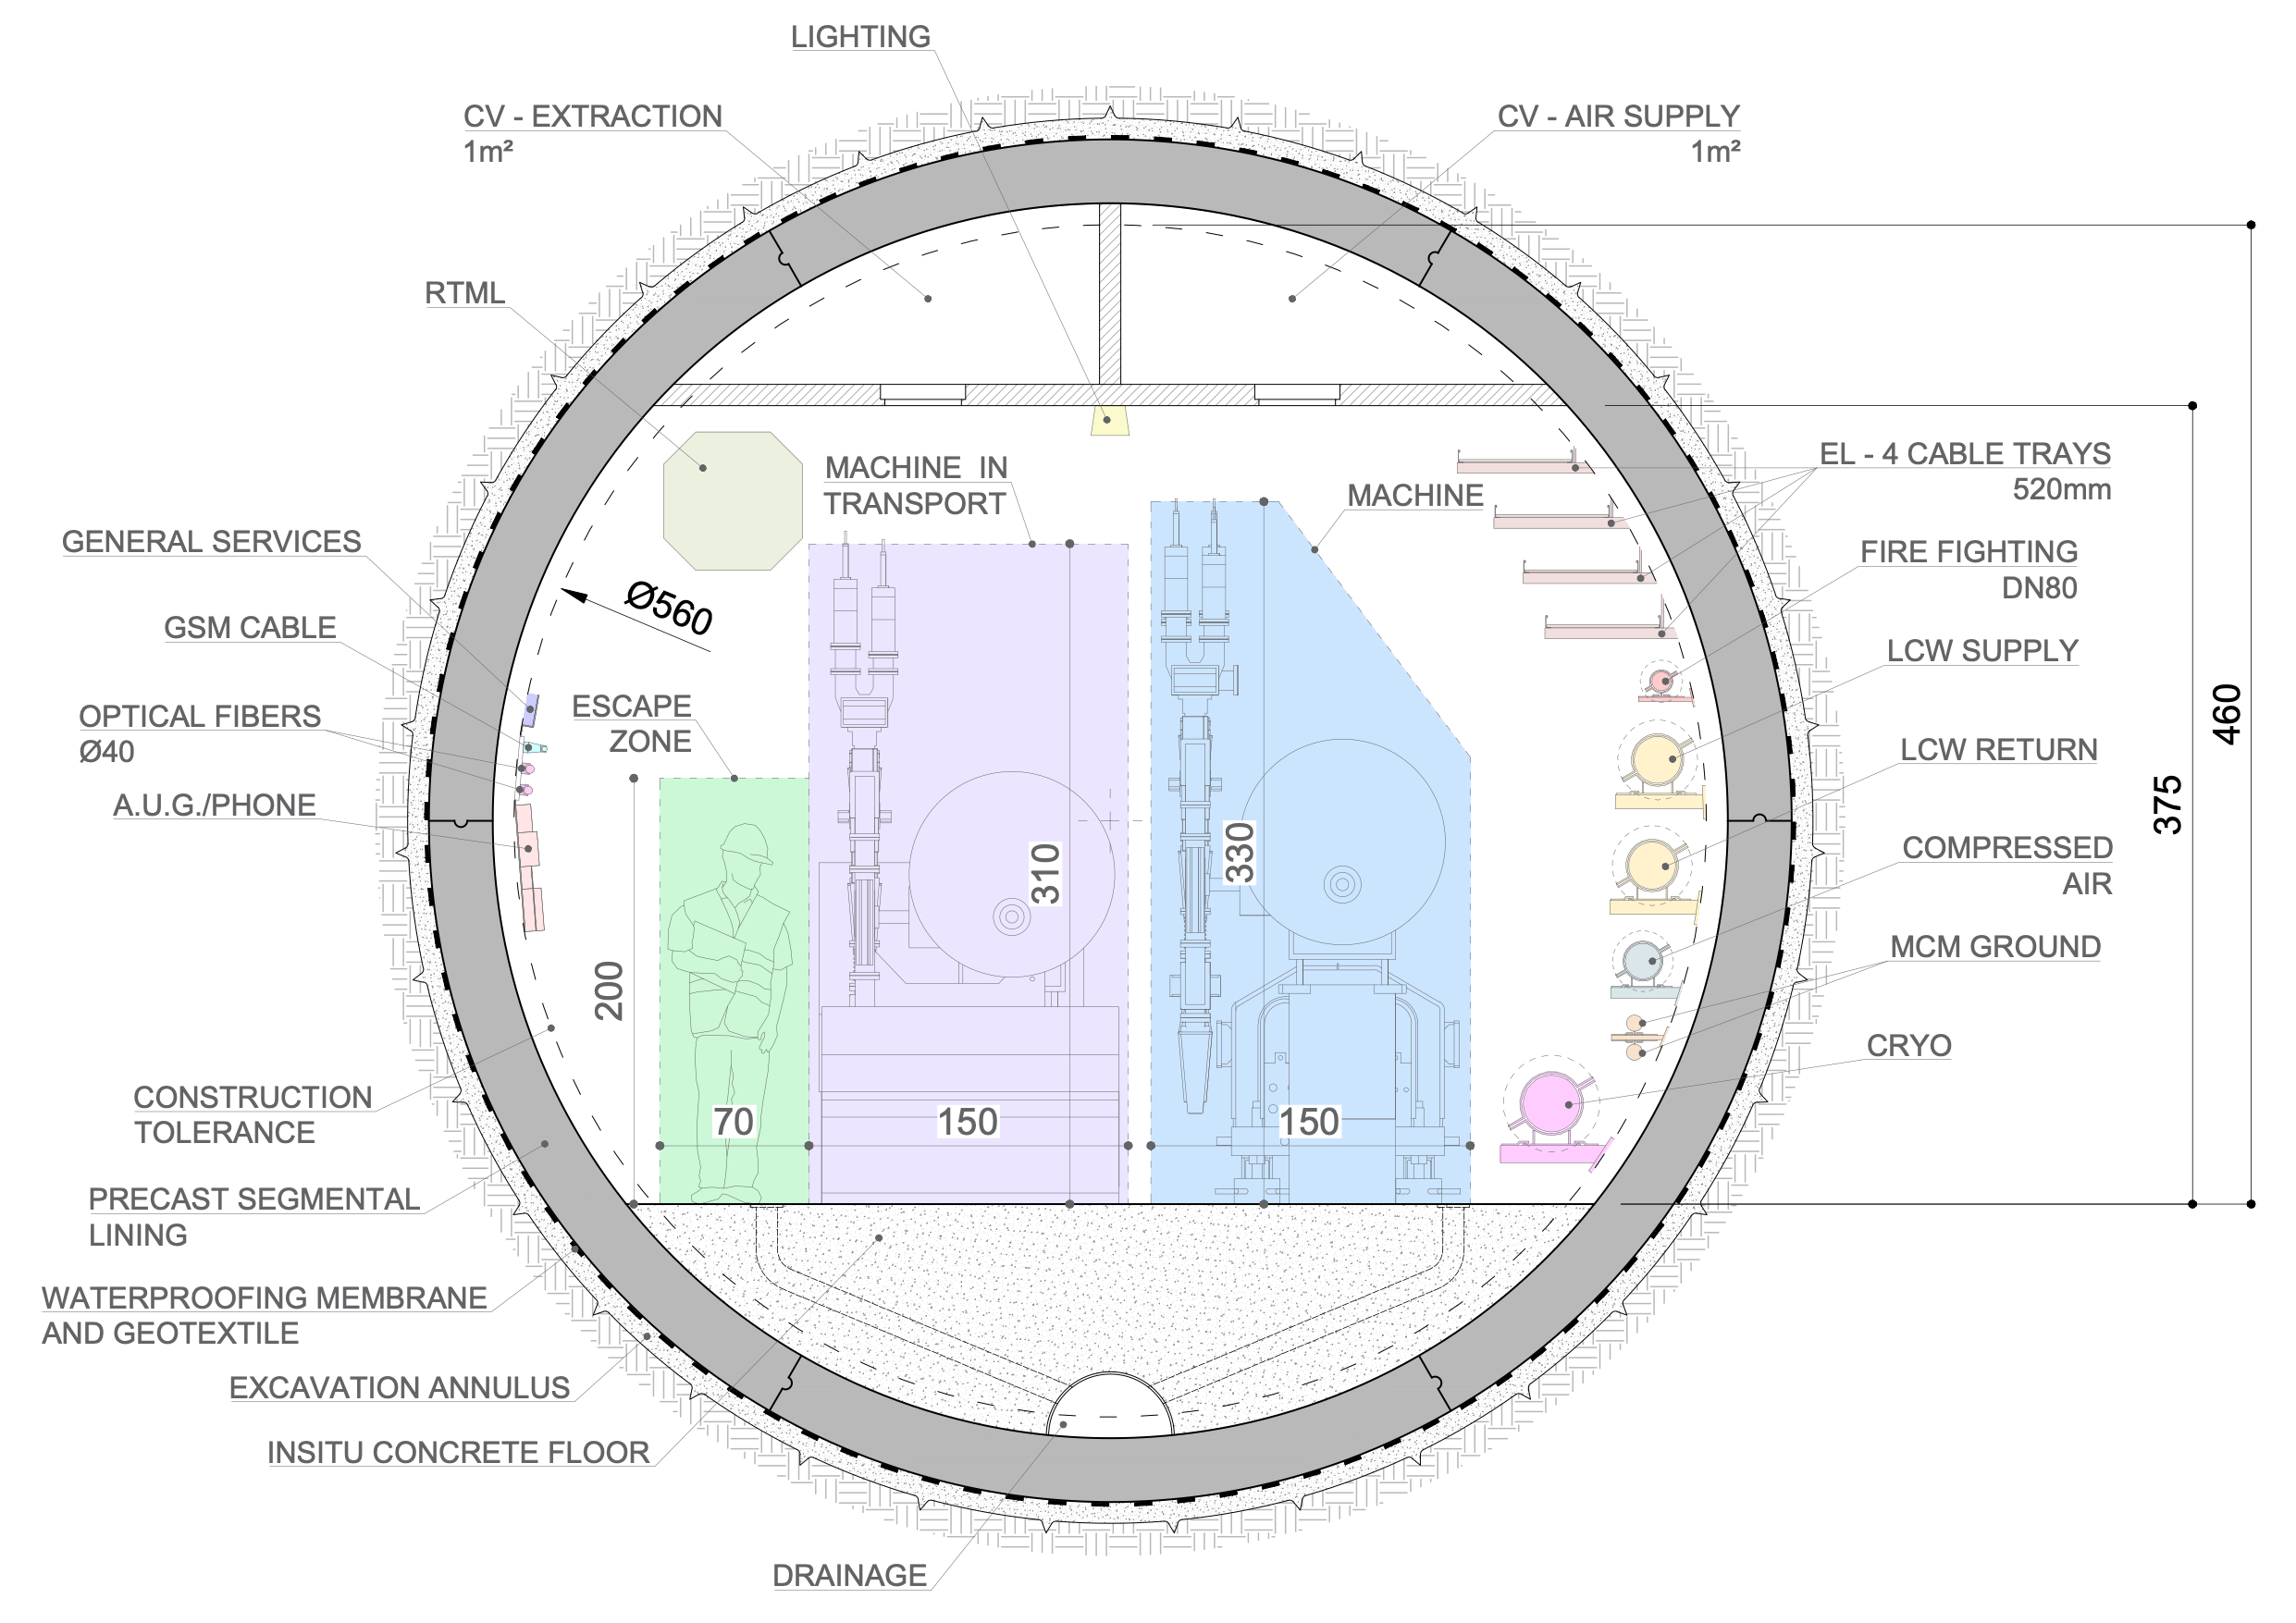 LIGHTING
CV - EXTRACTION
1m²
CV - AIR SUPPLY
1m²
RTML
MACHINE IN
TRANSPORT
MACHINE
EL - 4 CABLE TRAYS
520mm
GENERAL SERVICES
Ø560
FIRE FIGHTING
DN80
GSM CABLE
LCW SUPPLY
OPTICAL FIBERS
Ø40
ESCAPE
ZONE
460
LCW RETURN
A.U.G./PHONE
375
310
330
COMPRESSED
AIR
200
MCM GROUND
CRYO
CONSTRUCTION
TOLERANCE
70
150
150
PRECAST SEGMENTAL
LINING
WATERPROOFING MEMBRANE
AND GEOTEXTILE
EXCAVATION ANNULUS
INSITU CONCRETE FLOOR
DRAINAGE